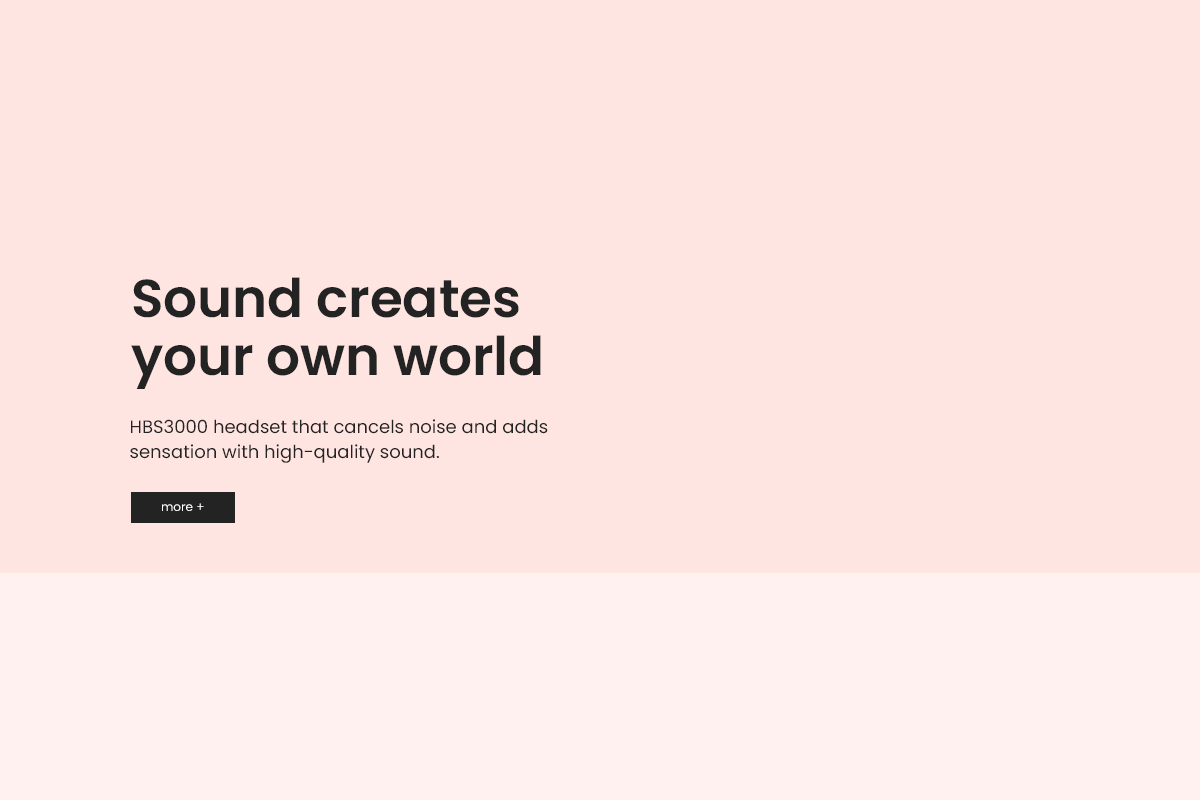 Sound creates
your own world
HBS3000 headset that cancels noise and adds
sensation with high-quality sound.
more +